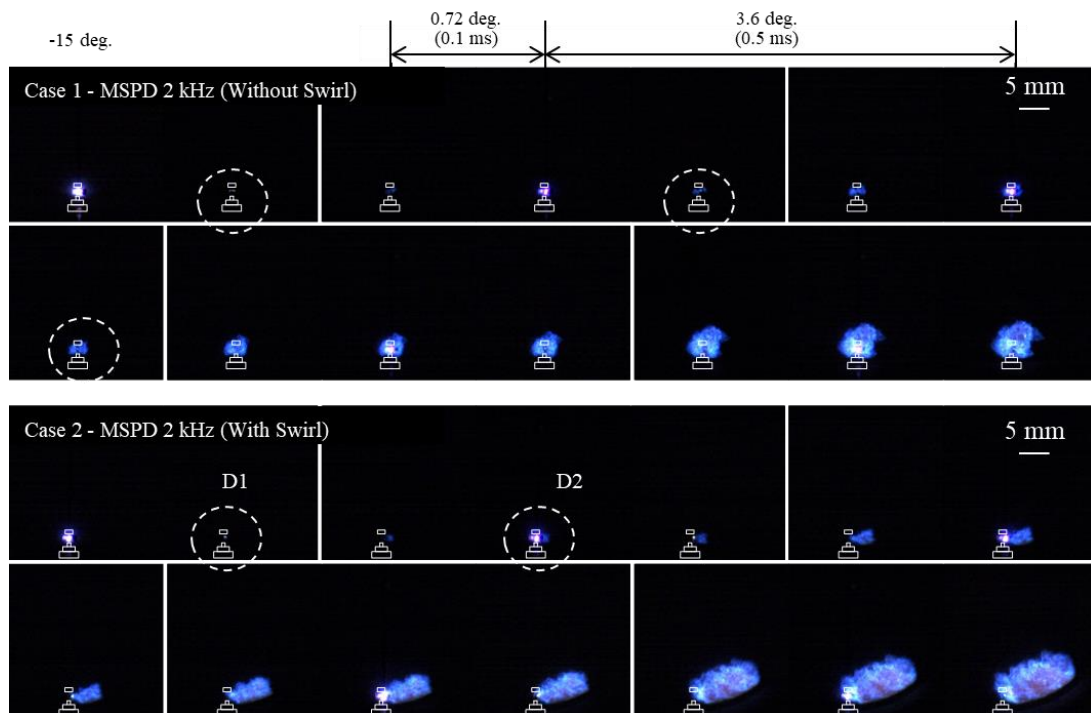 -15 deg.
0.72 deg.
(0.1 ms)
3.6 deg.
(0.5 ms)
Case 1 - MSPD 2 kHz (Without Swirl)
5 mm
Case 2 - MSPD 2 kHz (With Swirl)
5 mm
D1
D2